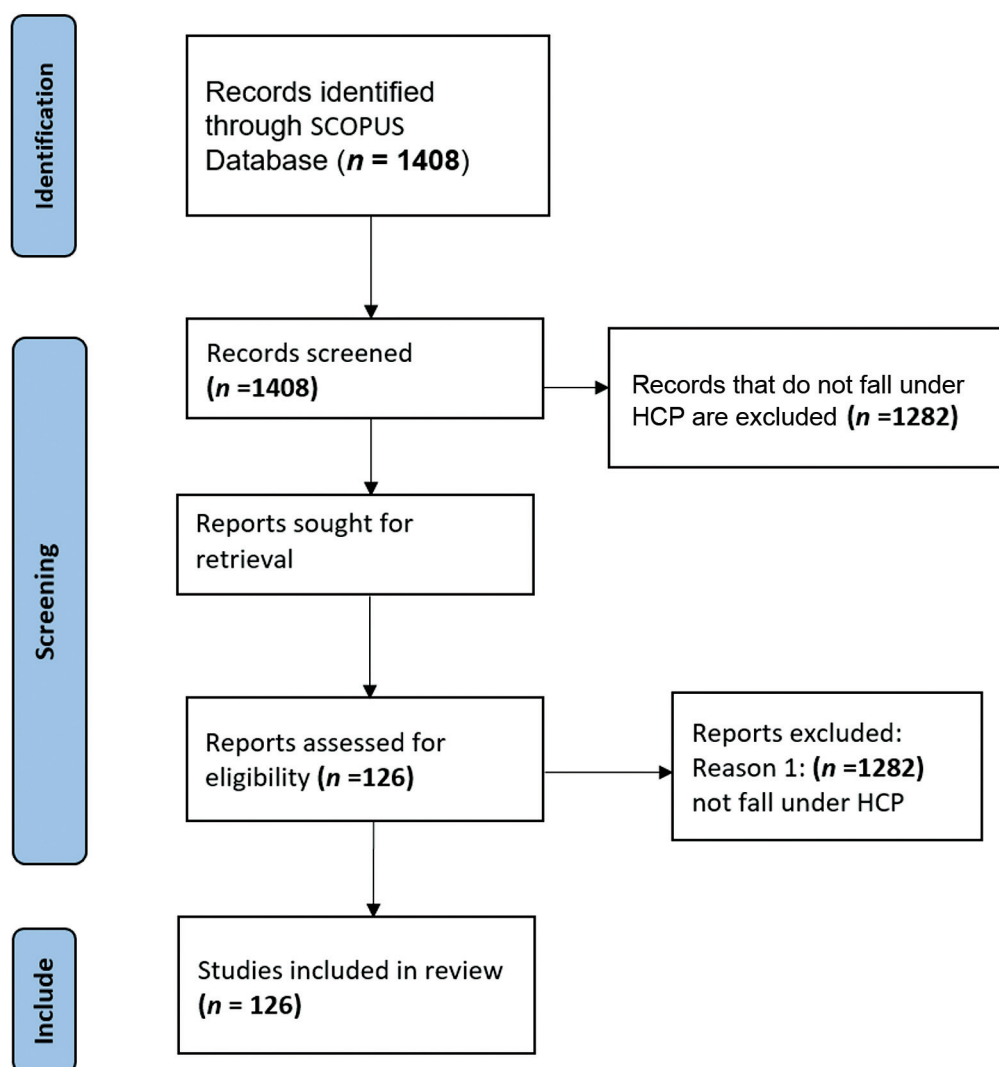 Identification
Records identified
through SCOPUS
Database (n = 1408)
Screening
Records screened
(n =1408)
Records that do not fall under
HCP are excluded (n =1282)
Reports sought for
retrieval
Reports assessed for
eligibility (n =126)
Reports excluded:
Reason 1: (n =1282)
not fall under HCP
Include
Studies included in review
(n = 126)